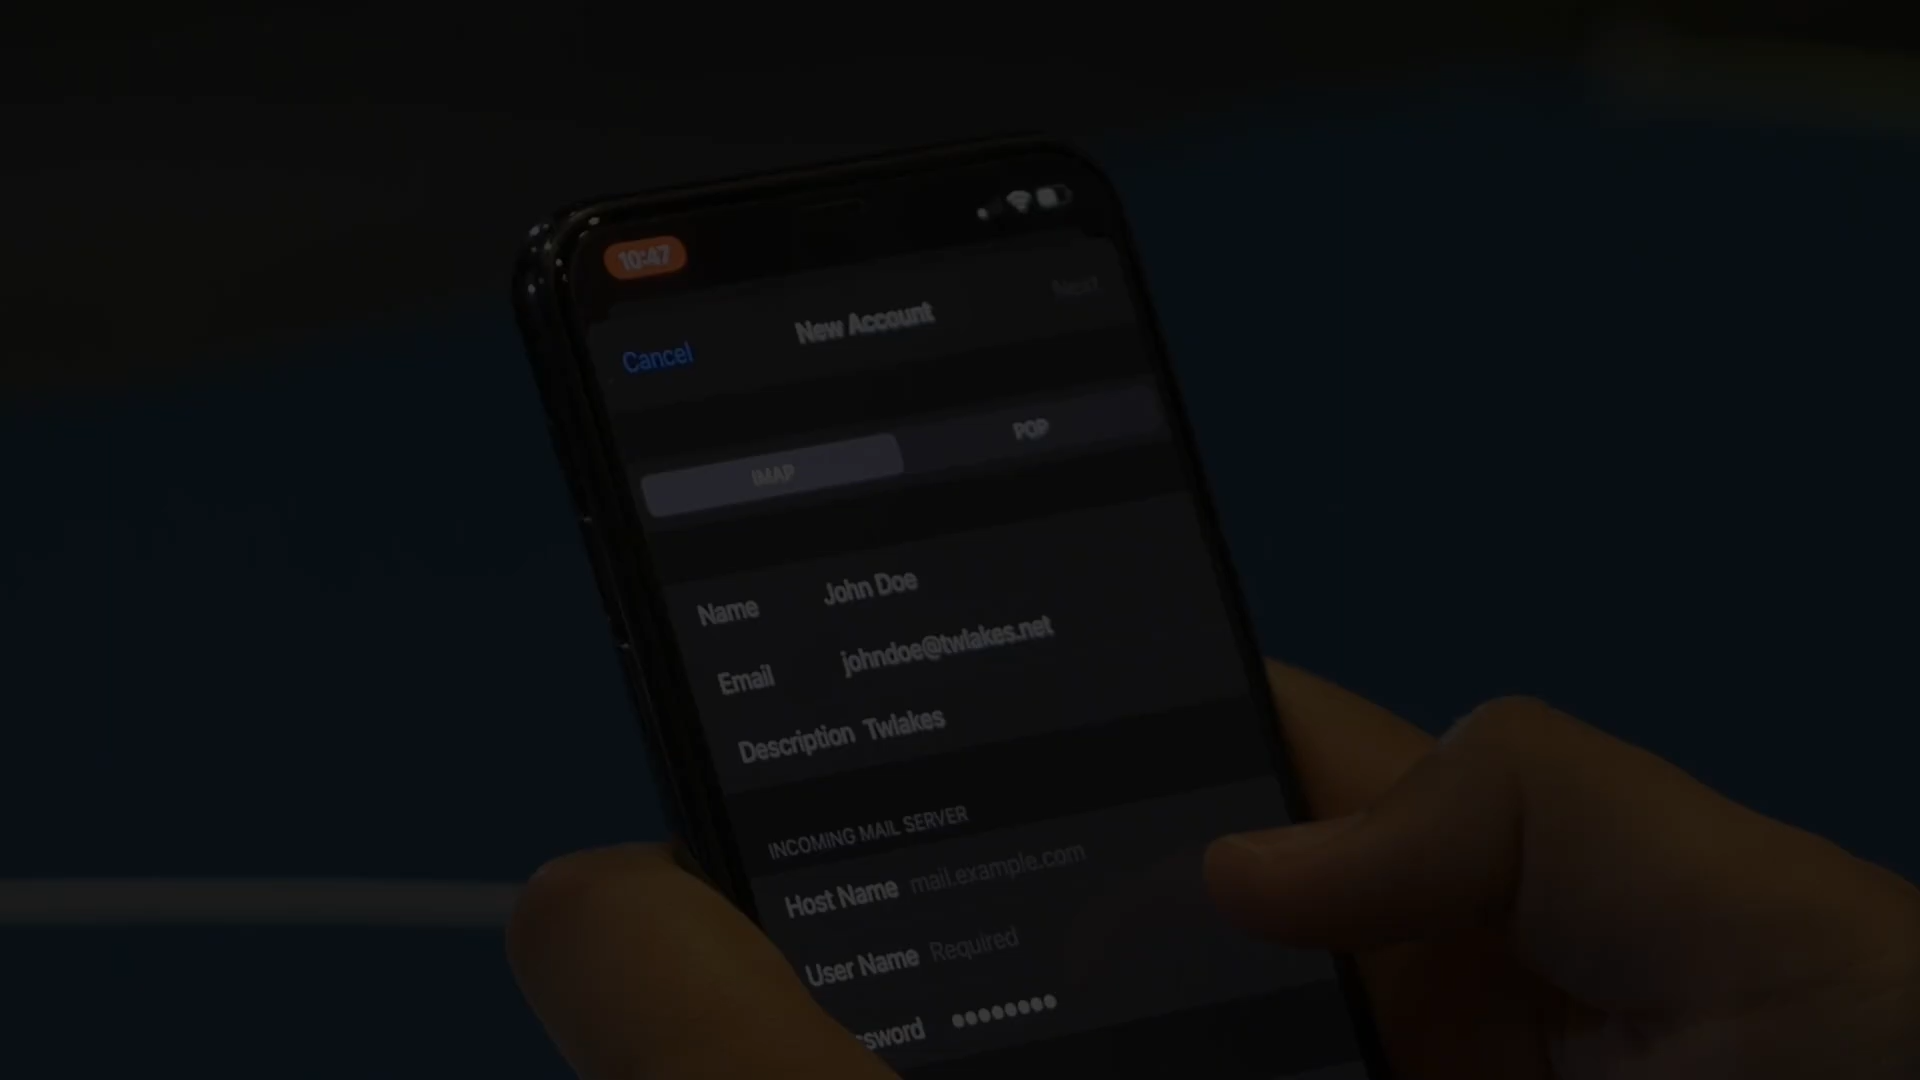 10:47
Cancel New Account Next
IMAP POP
Name John Doe
Email johndoe@twlakes.net
Description Twlakes
INCOMING MAIL SERVER
Host Name mail.example.com
User Name Required
sword ••••••••